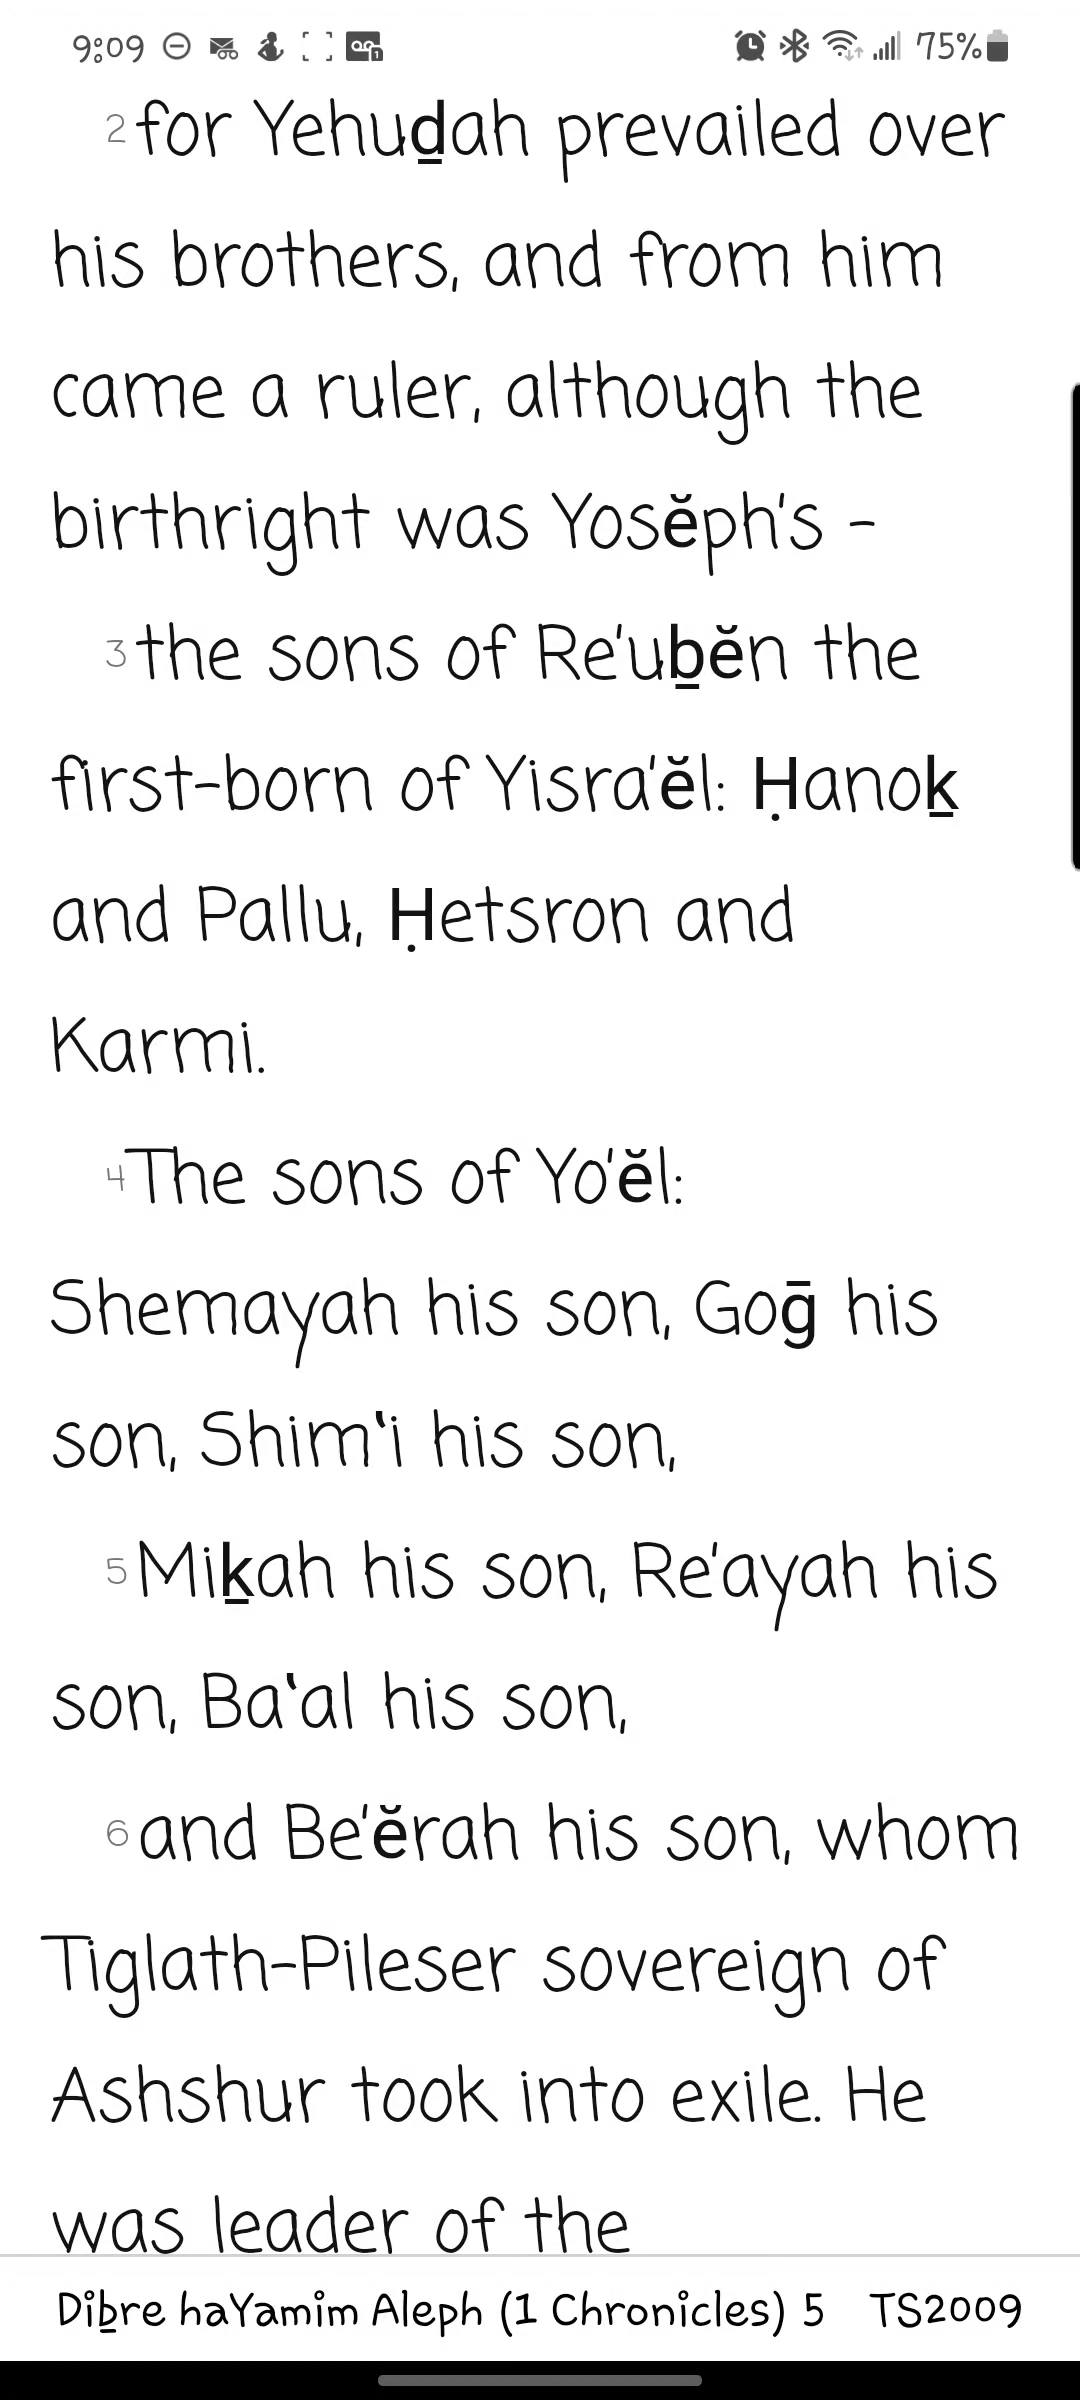 9:09 75%
2 for Yehuḏah prevailed over
his brothers, and from him
came a ruler, although the
birthright was Yosĕph's -
3 the sons of Re'uḇĕn the
first-born of Yisra'ĕl: Ḥanoḵ
and Pallu, Ḥetsron and
Karmi.
4 The sons of Yo'ĕl:
Shemayah his son, Goḡ his
son, Shim‛i his son,
5 Miḵah his son, Re'ayah his
son, Ba‛al his son,
6 and Be'ĕrah his son, whom
Tiglath-Pileser sovereign of
Ashshur took into exile. He
was leader of the
Diḇre haYamim Aleph (1 Chronicles) 5 TS2009